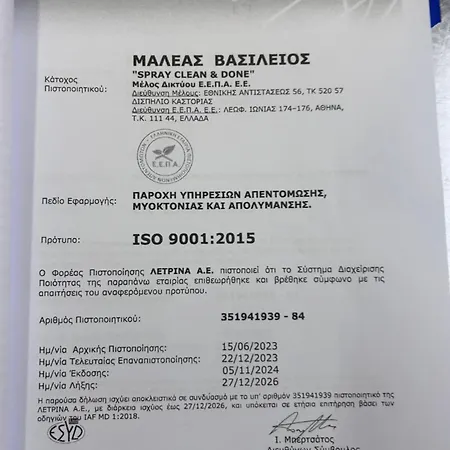 ΜΑΛΕΑΣ ΒΑΣΙΛΕΙΟΣ
Κάτοχος Πιστοποιητικού:
"SPRAY CLEAN & DONE"
Μέλος Δικτύου Ε.Ε.Π.Α. Ε.Ε.
Διεύθυνση Μέλους: ΕΘΝΙΚΗΣ ΑΝΤΙΣΤΑΣΕΩΣ 56, ΤΚ 520 57
ΔΙΣΠΗΛΙΟ ΚΑΣΤΟΡΙΑΣ
Διεύθυνση Ε.Ε.Π.Α. Ε.Ε.: ΛΕΩΦ. ΙΩΝΙΑΣ 174-176, ΑΘΗΝΑ,
Τ.Κ. 111 44, ΕΛΛΑΔΑ
Ε.Ε.Π.Α.
Πεδίο Εφαρμογής: ΠΑΡΟΧΗ ΥΠΗΡΕΣΙΩΝ ΑΠΕΝΤΟΜΩΣΗΣ,
ΜΥΟΚΤΟΝΙΑΣ ΚΑΙ ΑΠΟΛΥΜΑΝΣΗΣ.
Πρότυπο: ISO 9001:2015
Ο Φορέας Πιστοποίησης ΛΕΤΡΙΝΑ Α.Ε. πιστοποιεί ότι το Σύστημα Διαχείρισης
Ποιότητας της παραπάνω εταιρίας επιθεωρήθηκε και βρέθηκε σύμφωνο με τις
απαιτήσεις του αναφερόμενου προτύπου.
Αριθμός Πιστοποιητικού: 351941939 - 84
Ημ/νία Αρχικής Πιστοποίησης: 15/06/2023
Ημ/νία Τελευταίας Επαναπιστοποίησης: 22/12/2023
Ημ/νία Έκδοσης: 05/11/2024
Ημ/νία Λήξης: 27/12/2026
Η παρούσα δήλωση ισχύει αποκλειστικά σε συνδυασμό με το υπ' αριθμόν 351941939 πιστοποιητικό της
ΛΕΤΡΙΝΑ Α.Ε., με διάρκεια ισχύος έως 27/12/2026, και υπόκειται σε ετήσια επιτήρηση βάσει των
οδηγιών του IAF MD 1:2018.
ΕΣΥΔ
Ι. Μπερτσάτος
Διευθύνων Σύμβουλος